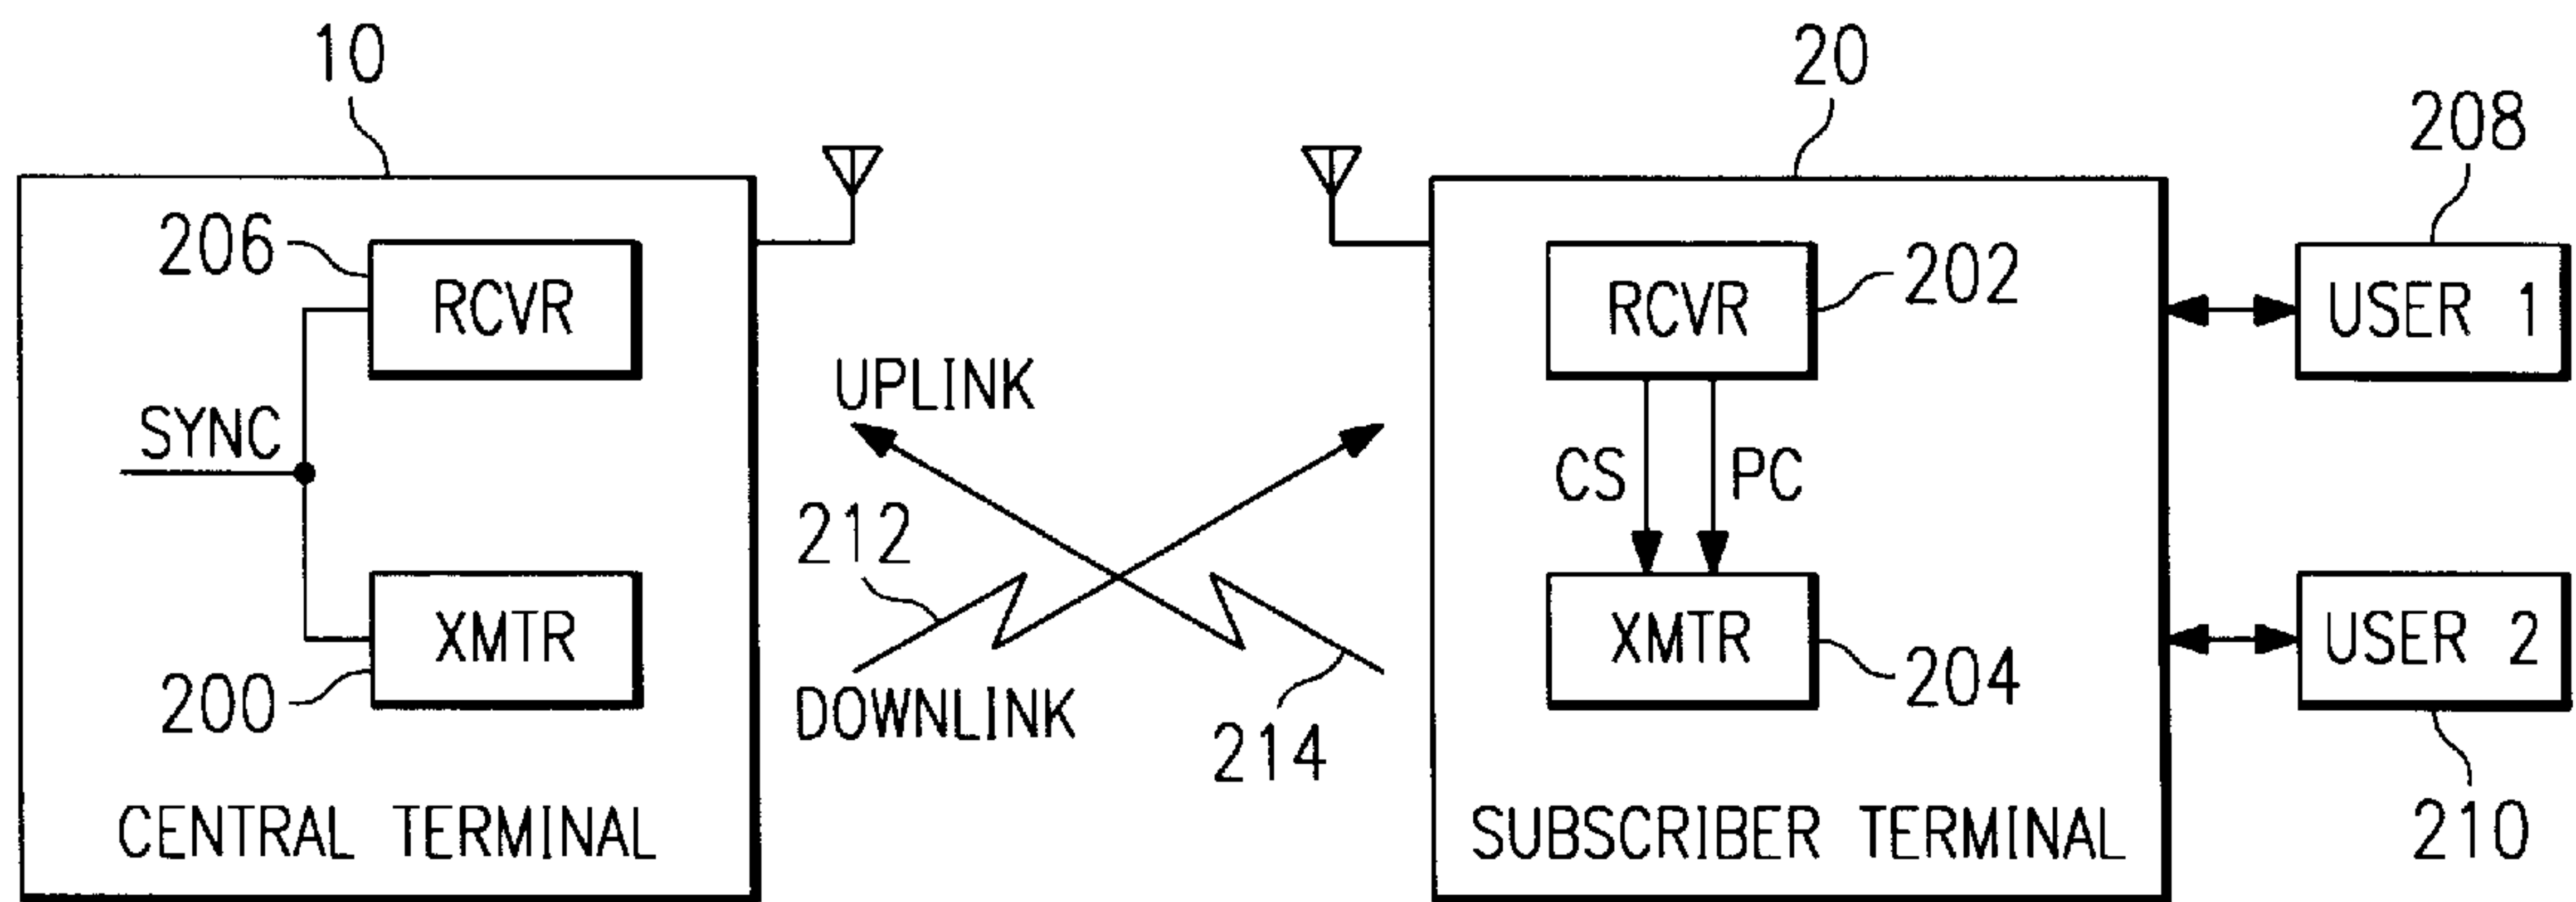 10
20
208
206
RCVR
202
RCVR
USER 1
UPLINK
SYNC
CS
PC
212
XMTR
XMTR
USER 2
200
204
DOWNLINK
214
CENTRAL TERMINAL
SUBSCRIBER TERMINAL
210